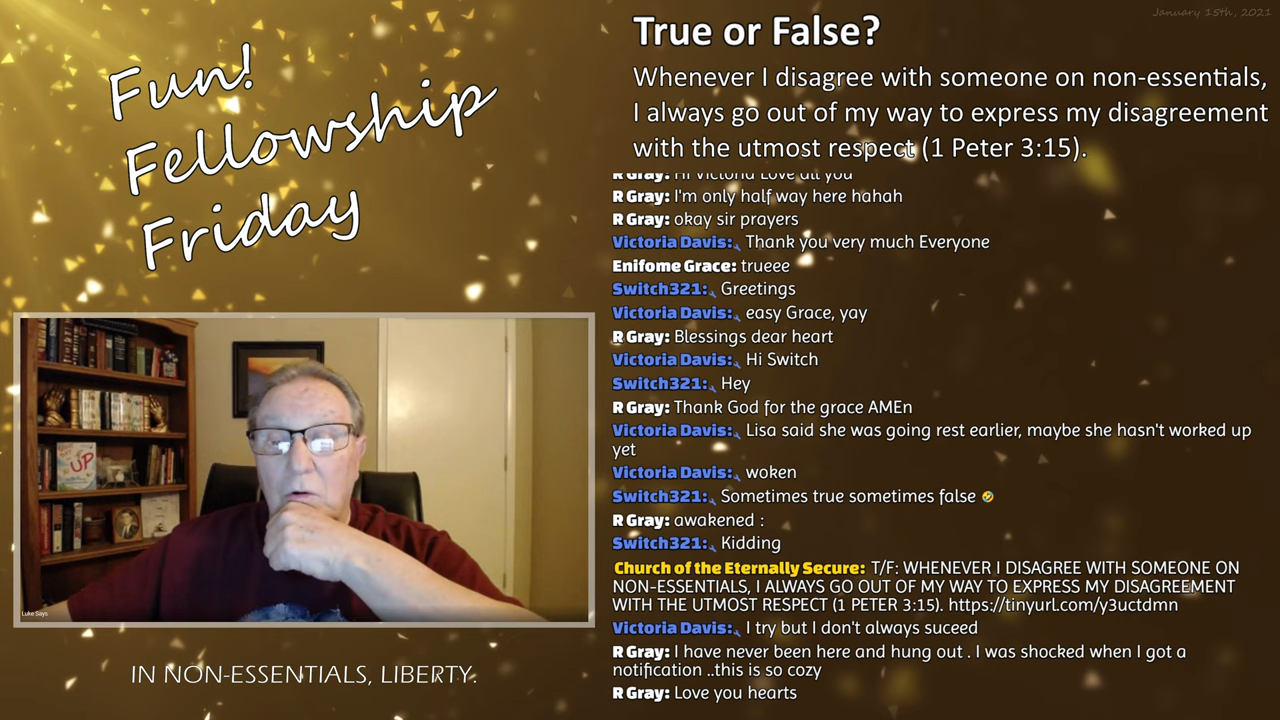 January 15th, 2021
Fun!
Fellowship
Friday
True or False?
Whenever I disagree with someone on non-essentials,
I always go out of my way to express my disagreement
with the utmost respect (1 Peter 3:15).
R Gray: Hi Victoria Love all you
R Gray: I'm only half way here hahah
R Gray: okay sir prayers
Victoria Davis: Thank you very much Everyone
Enifome Grace: trueee
Switch321: Greetings
Victoria Davis: easy Grace, yay
R Gray: Blessings dear heart
Victoria Davis: Hi Switch
Switch321: Hey
R Gray: Thank God for the grace AMEn
Victoria Davis: Lisa said she was going rest earlier, maybe she hasn't worked up
yet
Victoria Davis: woken
Switch321: Sometimes true sometimes false 🤣
R Gray: awakened :
Switch321: Kidding
Church of the Eternally Secure: T/F: WHENEVER I DISAGREE WITH SOMEONE ON
NON-ESSENTIALS, I ALWAYS GO OUT OF MY WAY TO EXPRESS MY DISAGREEMENT
WITH THE UTMOST RESPECT (1 PETER 3:15). https://tinyurl.com/y3uctdmn
Victoria Davis: I try but I don't always suceed
R Gray: I have never been here and hung out . I was shocked when I got a
notification ..this is so cozy
R Gray: Love you hearts
UP
Luke Says
IN NON-ESSENTIALS, LIBERTY.